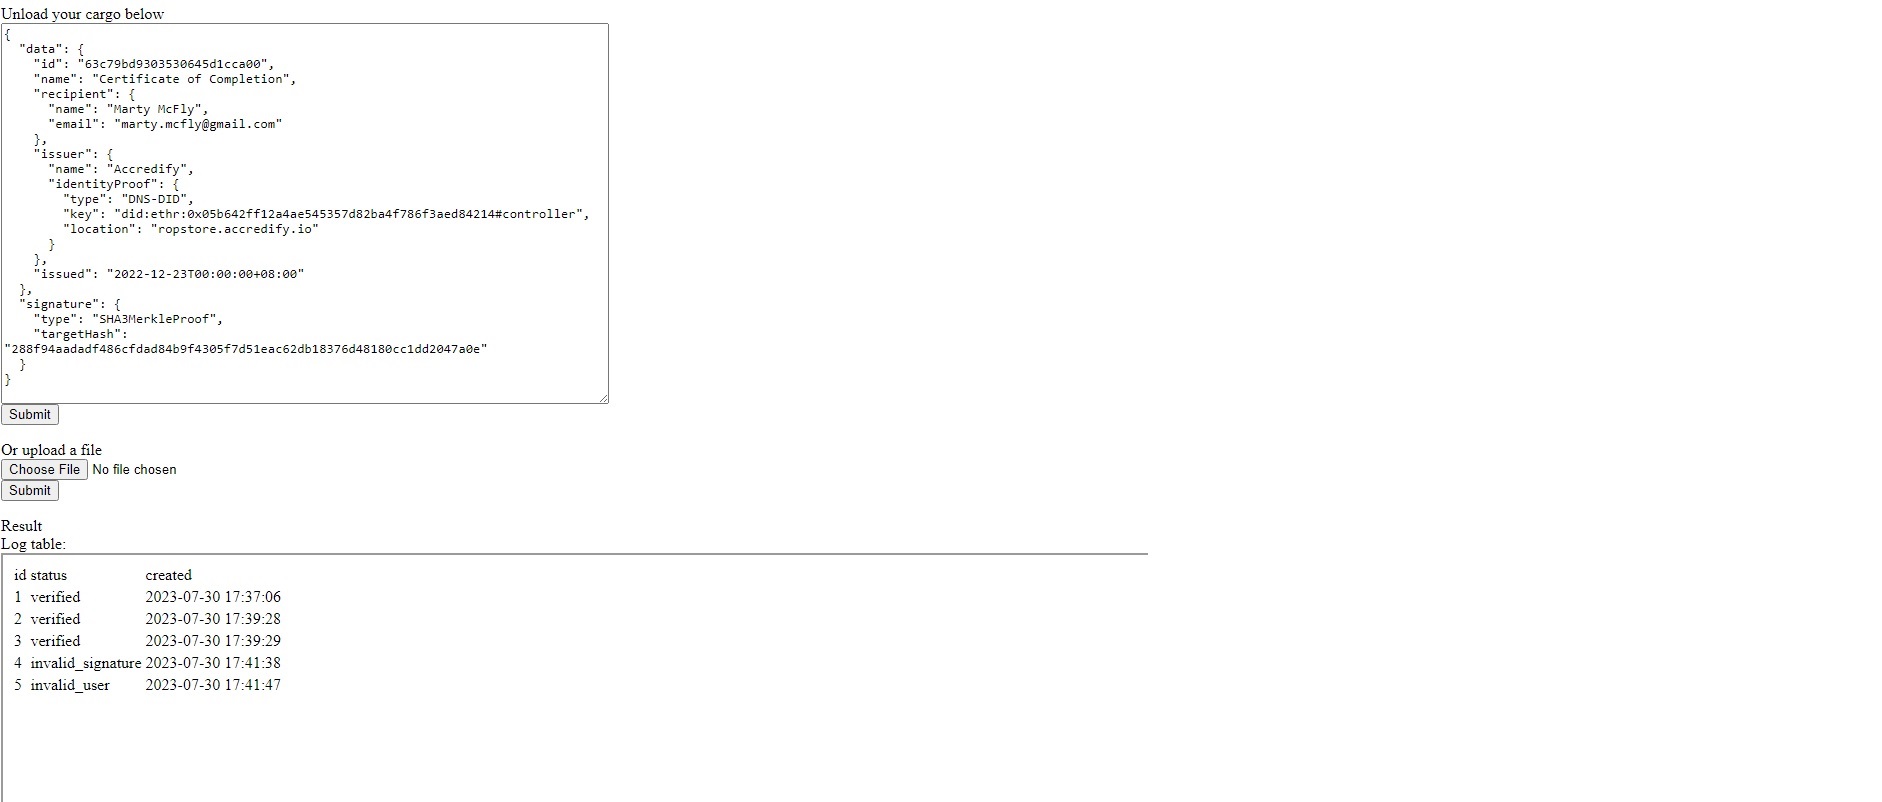 Unload your cargo below
{
  "data": {
    "id": "63c79bd9303530645d1cca00",
    "name": "Certificate of Completion",
    "recipient": {
      "name": "Marty McFly",
      "email": "marty.mcfly@gmail.com"
    },
    "issuer": {
      "name": "Accredify",
      "identityProof": {
        "type": "DNS-DID",
        "key": "did:ethr:0x05b642ff12a4ae545357d82ba4f786f3aed84214#controller",
        "location": "ropstore.accredify.io"
      }
    },
    "issued": "2022-12-23T00:00:00+08:00"
  },
  "signature": {
    "type": "SHA3MerkleProof",
    "targetHash":
"288f94aadadf486cfdad84b9f4305f7d51eac62db18376d48180cc1dd2047a0e"
  }
}
Submit
Or upload a file
Choose File No file chosen
Submit
Result
Log table:
id status created
1 verified 2023-07-30 17:37:06
2 verified 2023-07-30 17:39:28
3 verified 2023-07-30 17:39:29
4 invalid_signature 2023-07-30 17:41:38
5 invalid_user 2023-07-30 17:41:47